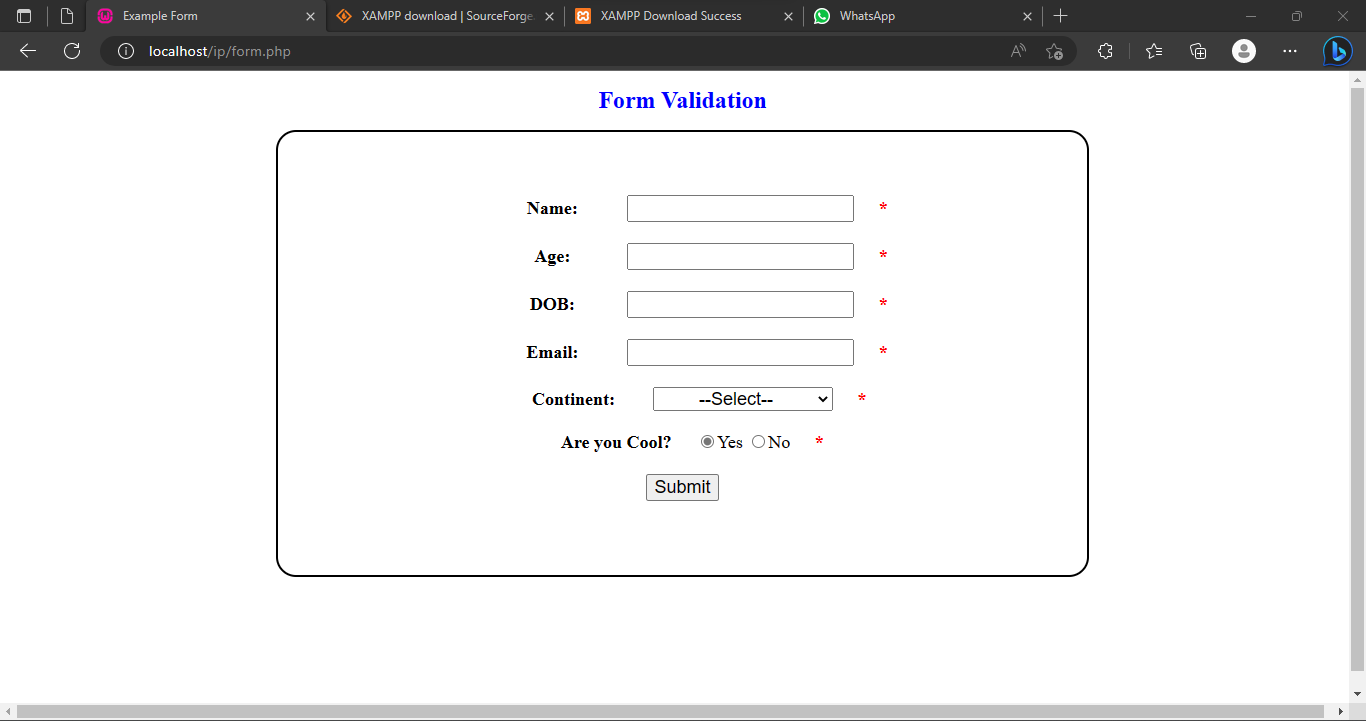 Example Form
XAMPP download | SourceForge.
XAMPP Download Success
WhatsApp
localhost/ip/form.php
Form Validation
Name: *
Age: *
DOB: *
Email: *
Continent: --Select-- *
Are you Cool? Yes No *
Submit